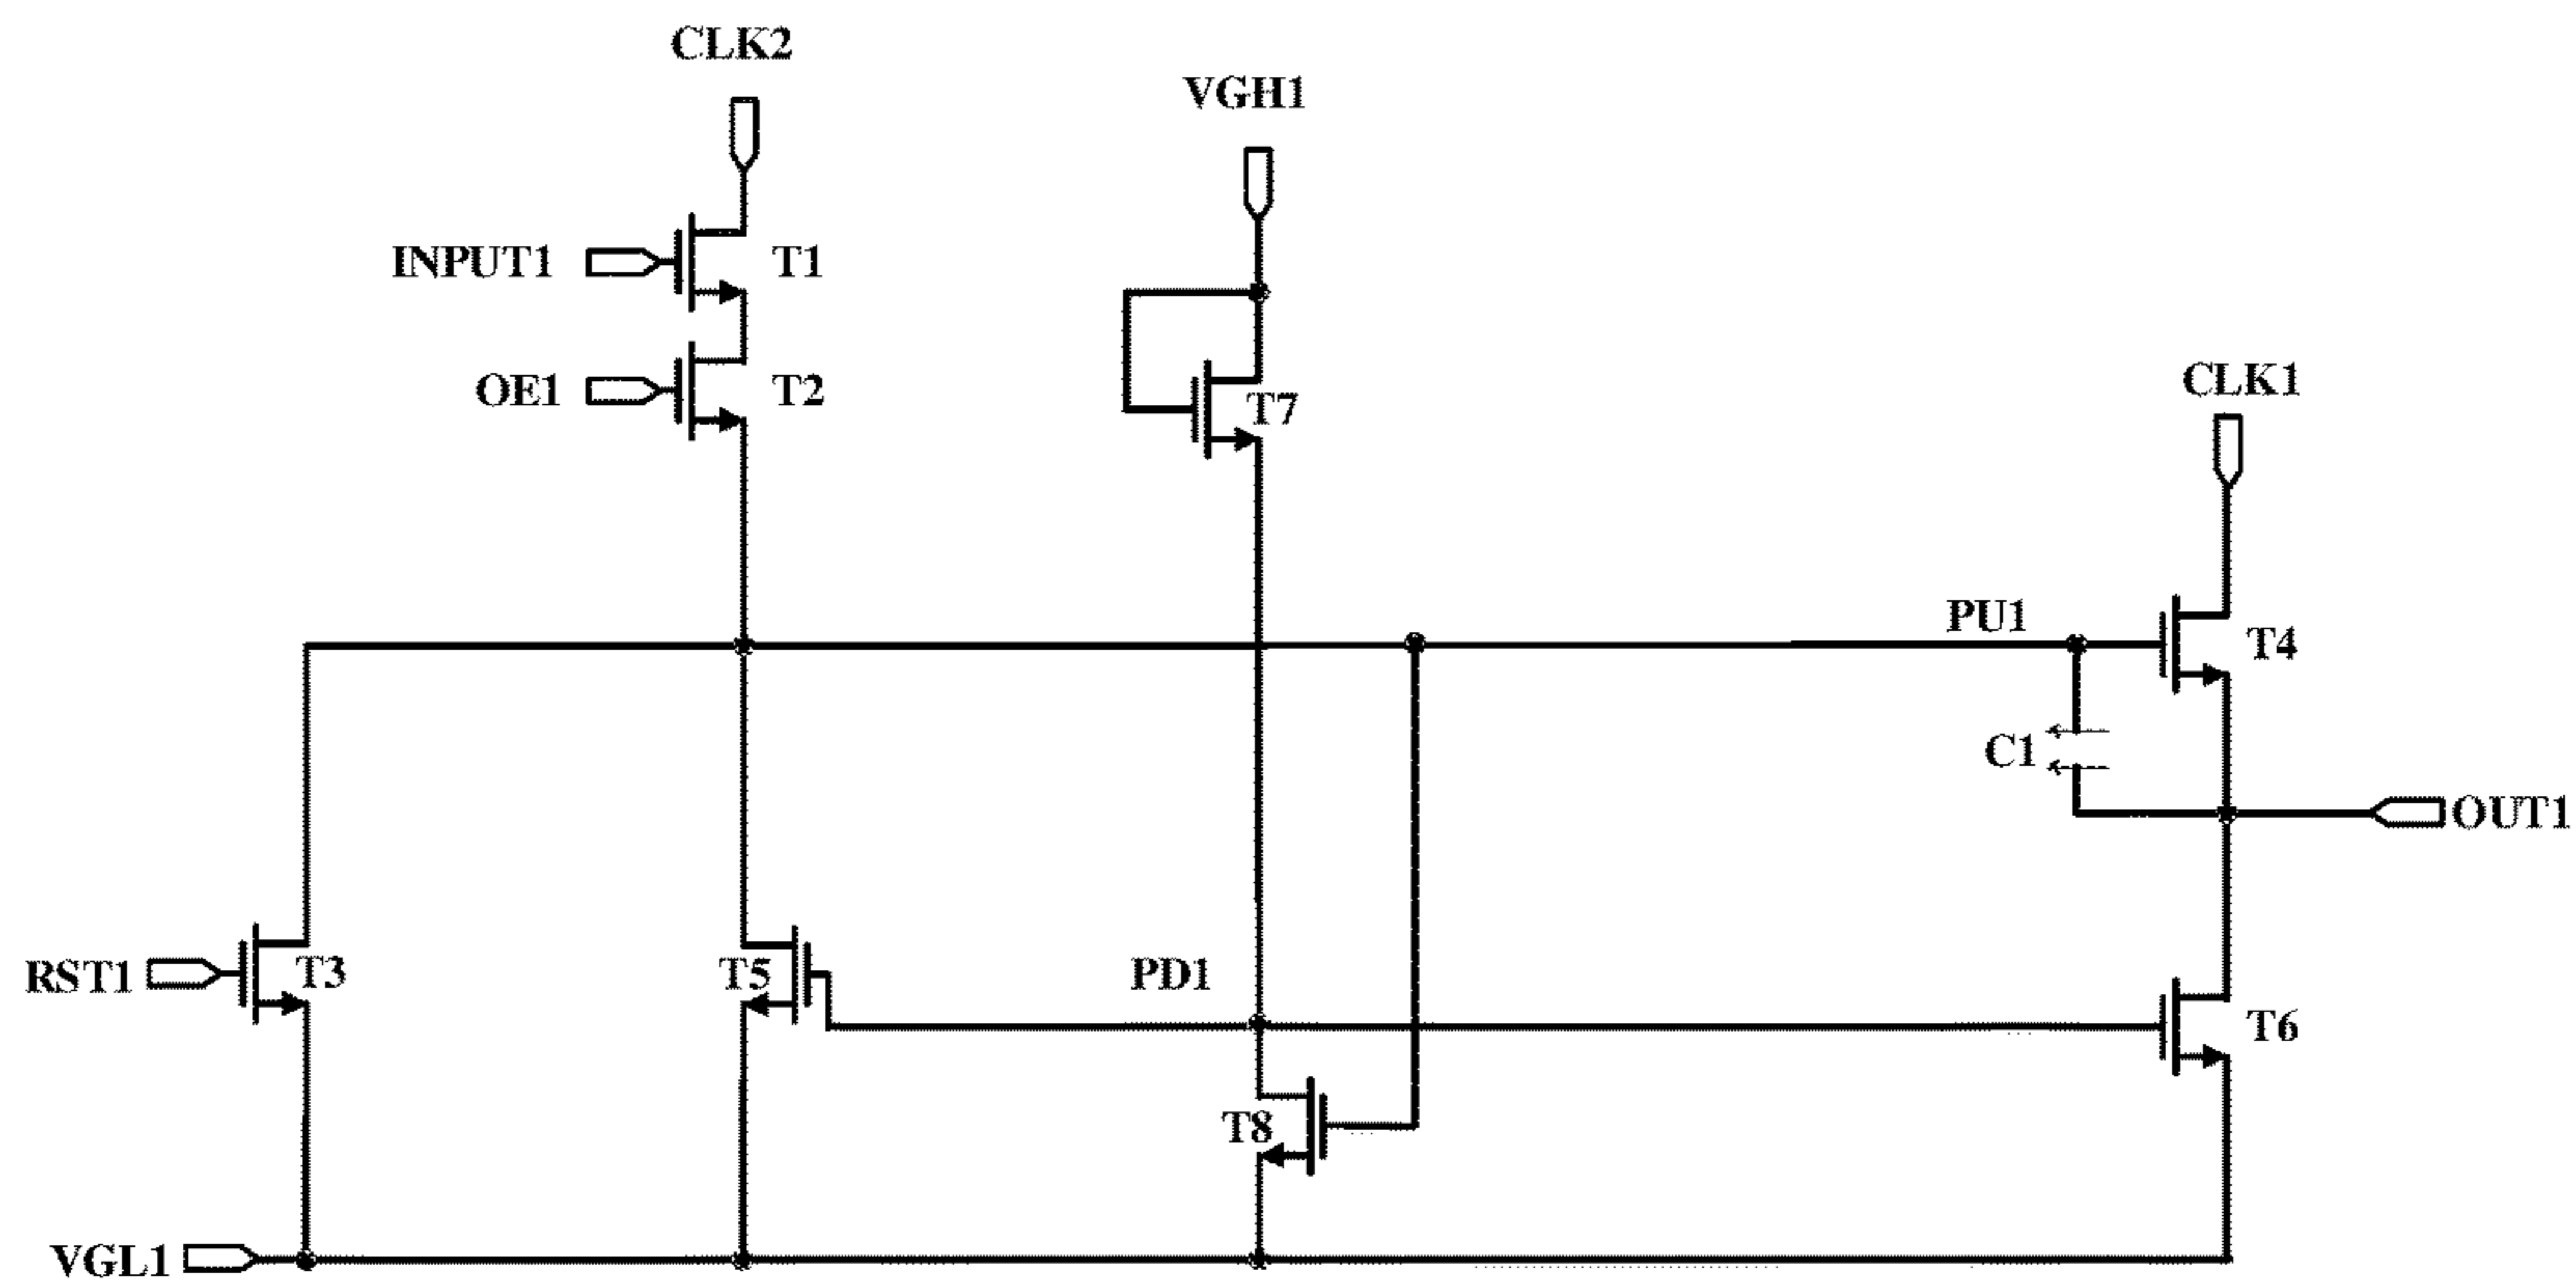 CLK2
VGH1
INPUT1
T1
OE1
T2
T7
CLK1
PU1
T4
C1
OUT1
RST1
T3
T5
PD1
T6
T8
VGL1